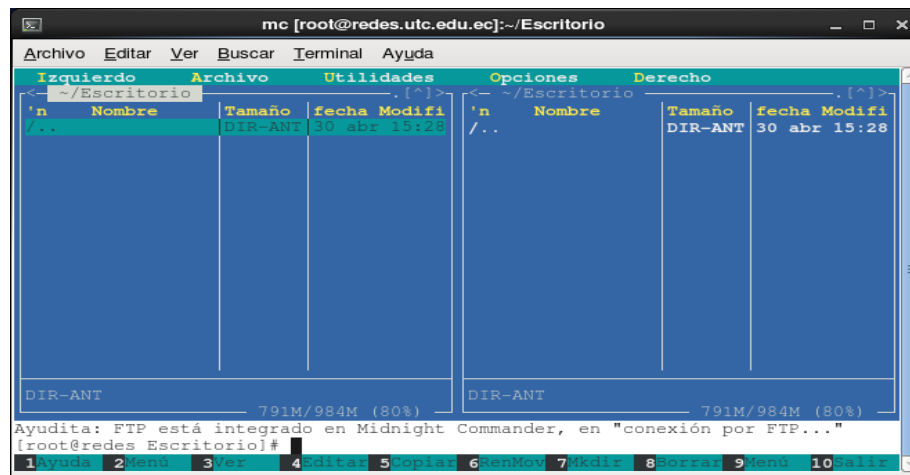 mc [root@redes.utc.edu.ec]:~/Escritorio
Archivo Editar Ver Buscar Terminal Ayuda
Izquierdo Archivo Utilidades Opciones Derecho
<— ~/Escritorio —.[^]> <— ~/Escritorio —.[^]>
'n Nombre Tamaño fecha Modifi 'n Nombre Tamaño fecha Modifi
/.. DIR-ANT 30 abr 15:28 /.. DIR-ANT 30 abr 15:28
DIR-ANT DIR-ANT
791M/984M (80%) 791M/984M (80%)
Ayudita: FTP está integrado en Midnight Commander, en "conexión por FTP..."
[root@redes Escritorio]#
1Ayuda 2Menú 3Ver 4Editar 5Copiar 6RenMov 7Mkdir 8Borrar 9Menú 10Salir